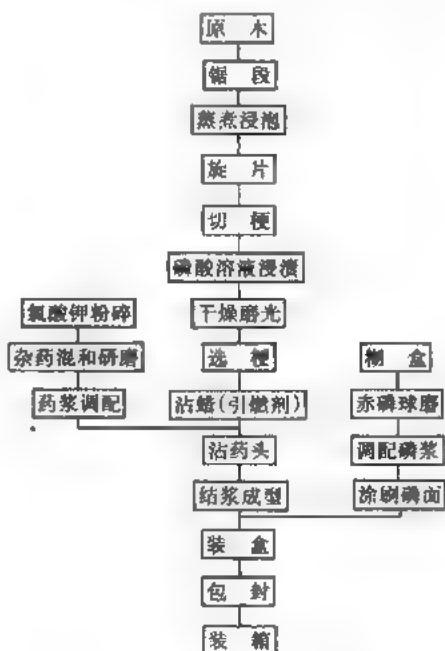 原木
锯段
蒸煮浸泡
旋片
切梗
磷酸溶液浸渍
氯酸钾粉碎
干燥磨光
杂药混和研磨
选梗
糊盒
药浆调配
沾蜡(引燃剂)
赤磷球磨
沾药头
调配磷浆
结浆成型
涂刷磷面
装盒
包封
装箱